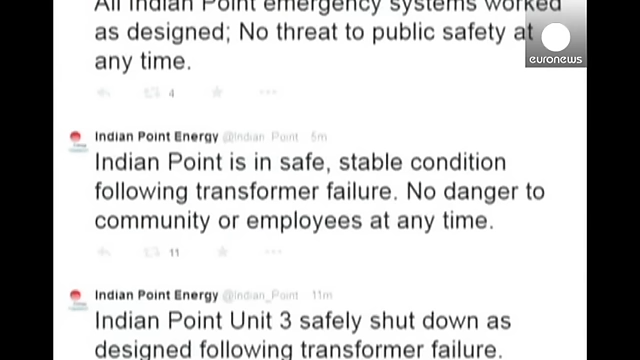 All Indian Point emergency systems worked
as designed; No threat to public safety at
any time.
4
euronews
Indian Point Energy @Indian_Point 5m
Indian Point is in safe, stable condition
following transformer failure. No danger to
community or employees at any time.
11
Indian Point Energy @Indian_Point 11m
Indian Point Unit 3 safely shut down as
designed following transformer failure.